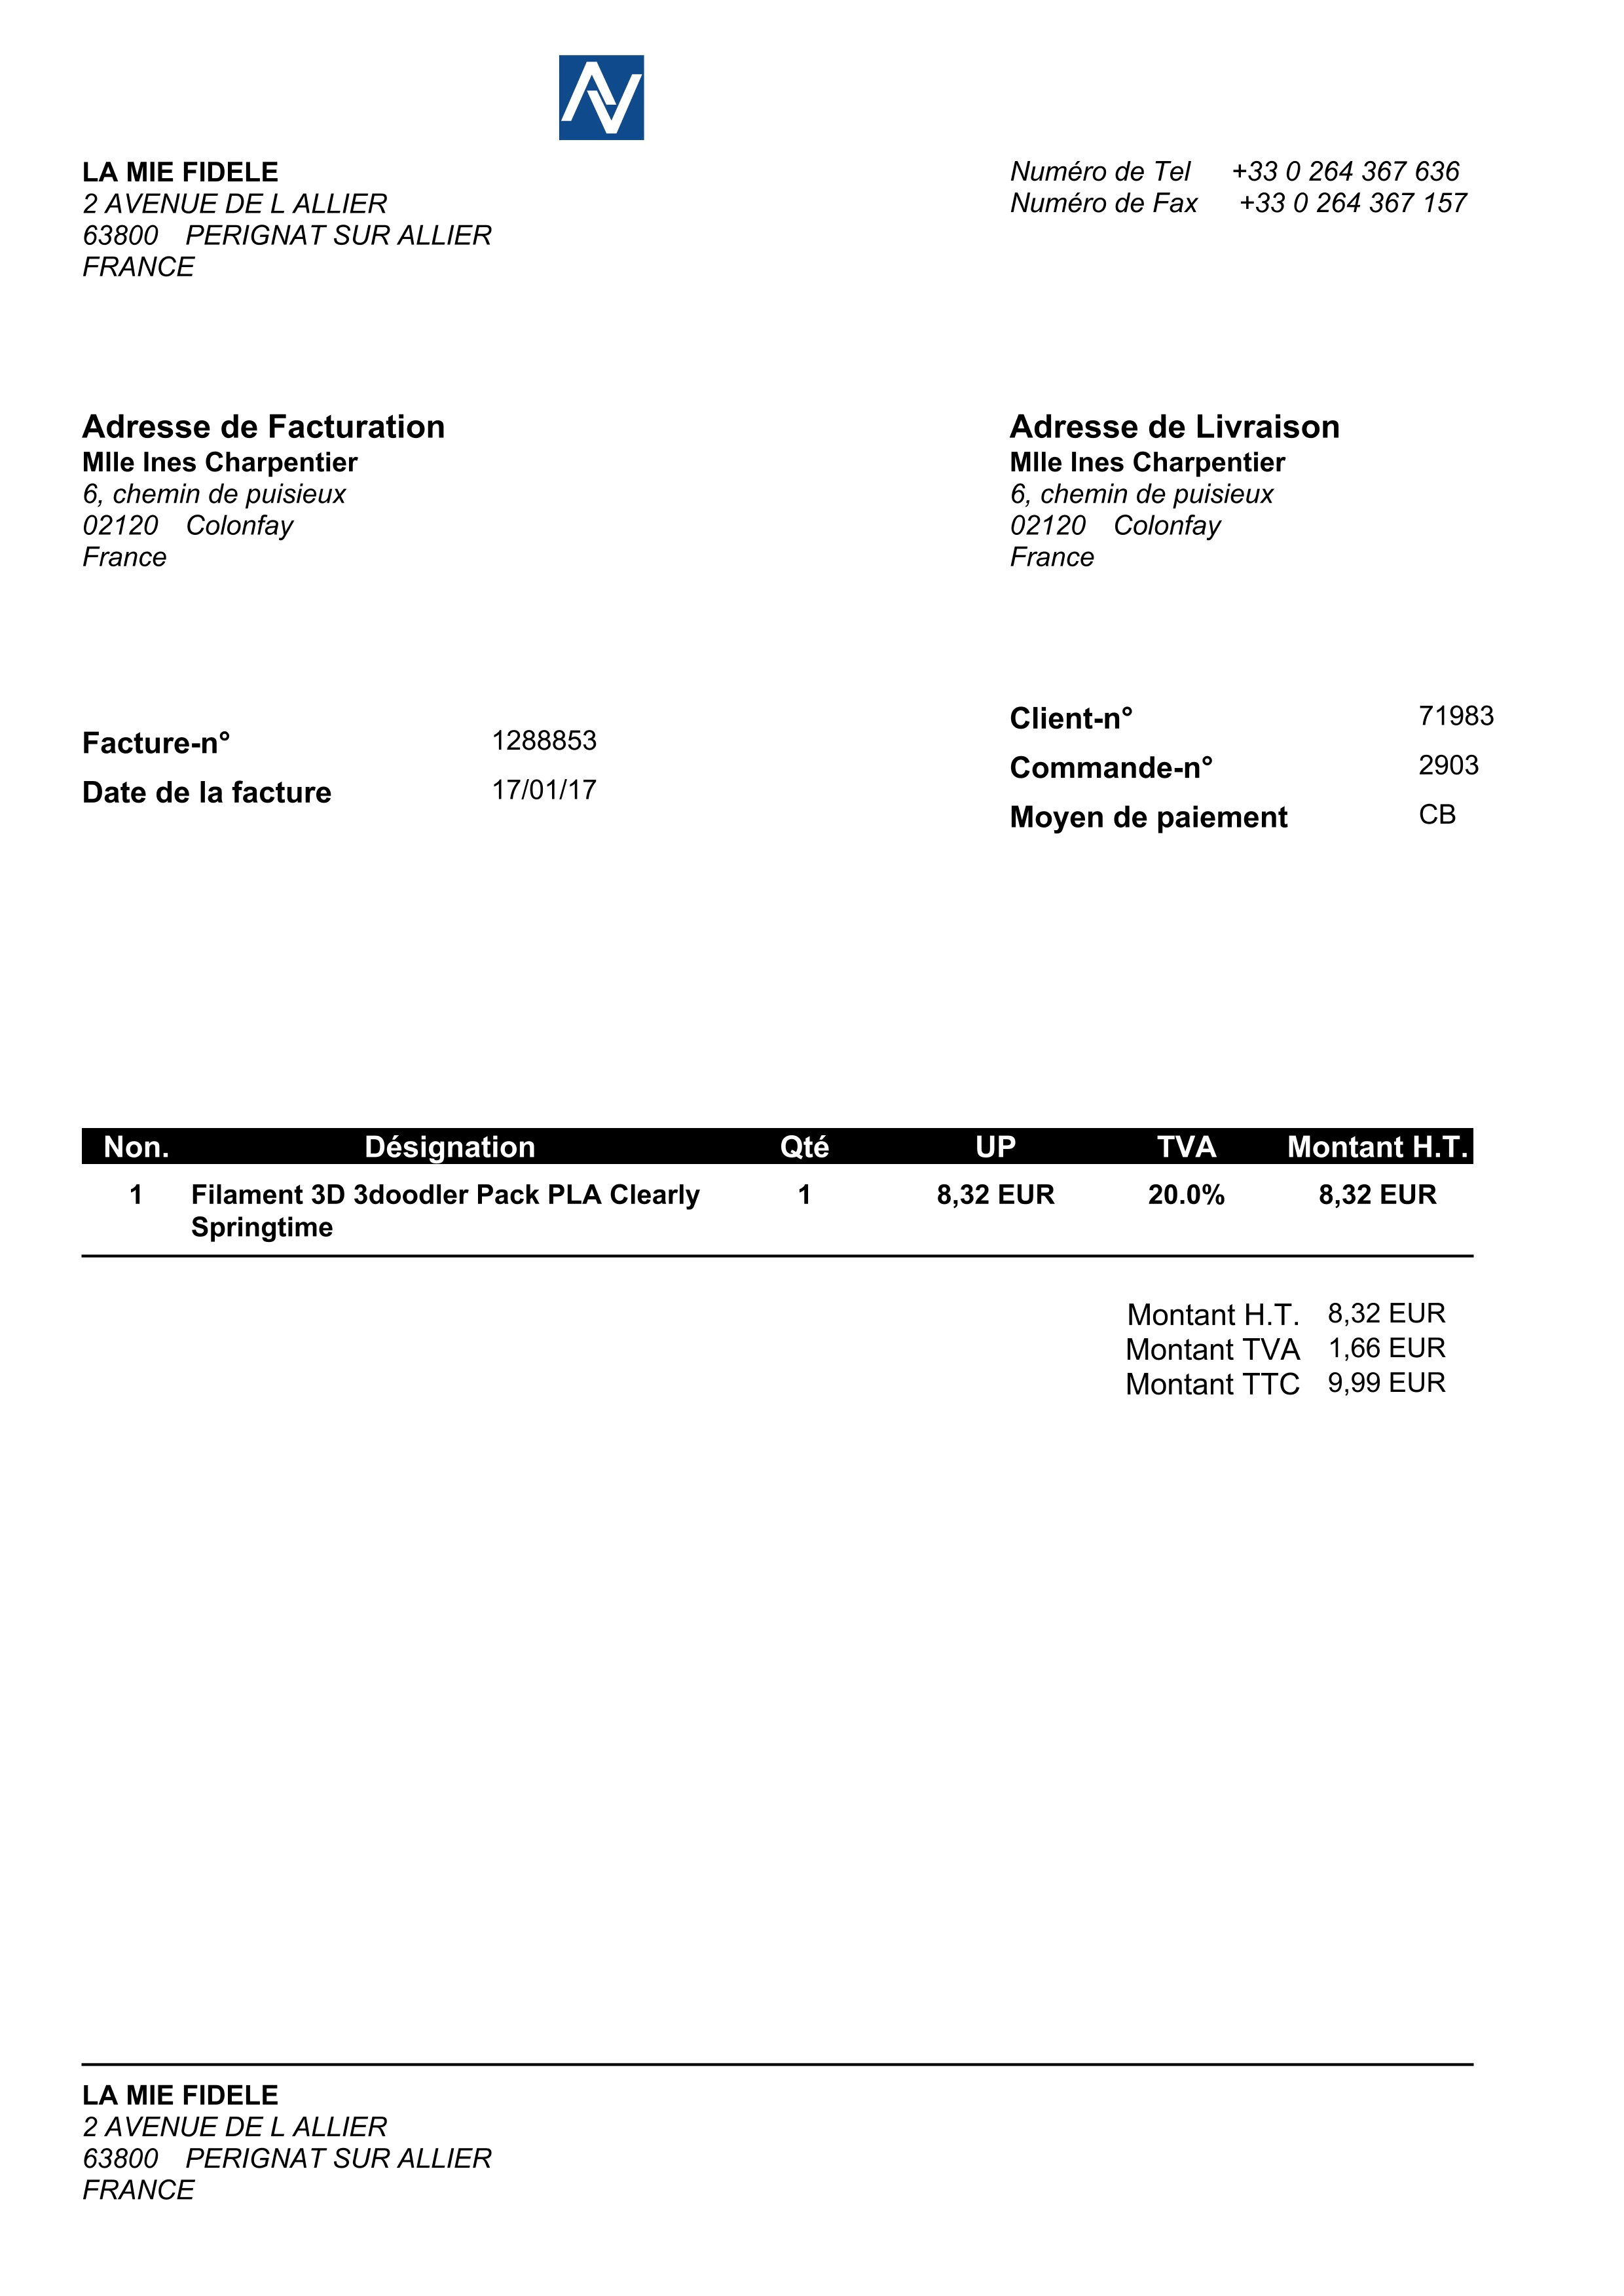 LA MIE FIDELE
2 AVENUE DE L ALLIER
63800 PERIGNAT SUR ALLIER
FRANCE
Numéro de Tel +33 0 264 367 636
Numéro de Fax +33 0 264 367 157
Adresse de Facturation
Mlle Ines Charpentier
6, chemin de puisieux
02120 Colonfay
France
Adresse de Livraison
Mlle Ines Charpentier
6, chemin de puisieux
02120 Colonfay
France
Facture-n° 1288853
Date de la facture 17/01/17
Client-n° 71983
Commande-n° 2903
Moyen de paiement CB
Non. Désignation Qté UP TVA Montant H.T.
1 Filament 3D 3doodler Pack PLA Clearly 1 8,32 EUR 20.0% 8,32 EUR
Springtime
Montant H.T. 8,32 EUR
Montant TVA 1,66 EUR
Montant TTC 9,99 EUR
LA MIE FIDELE
2 AVENUE DE L ALLIER
63800 PERIGNAT SUR ALLIER
FRANCE